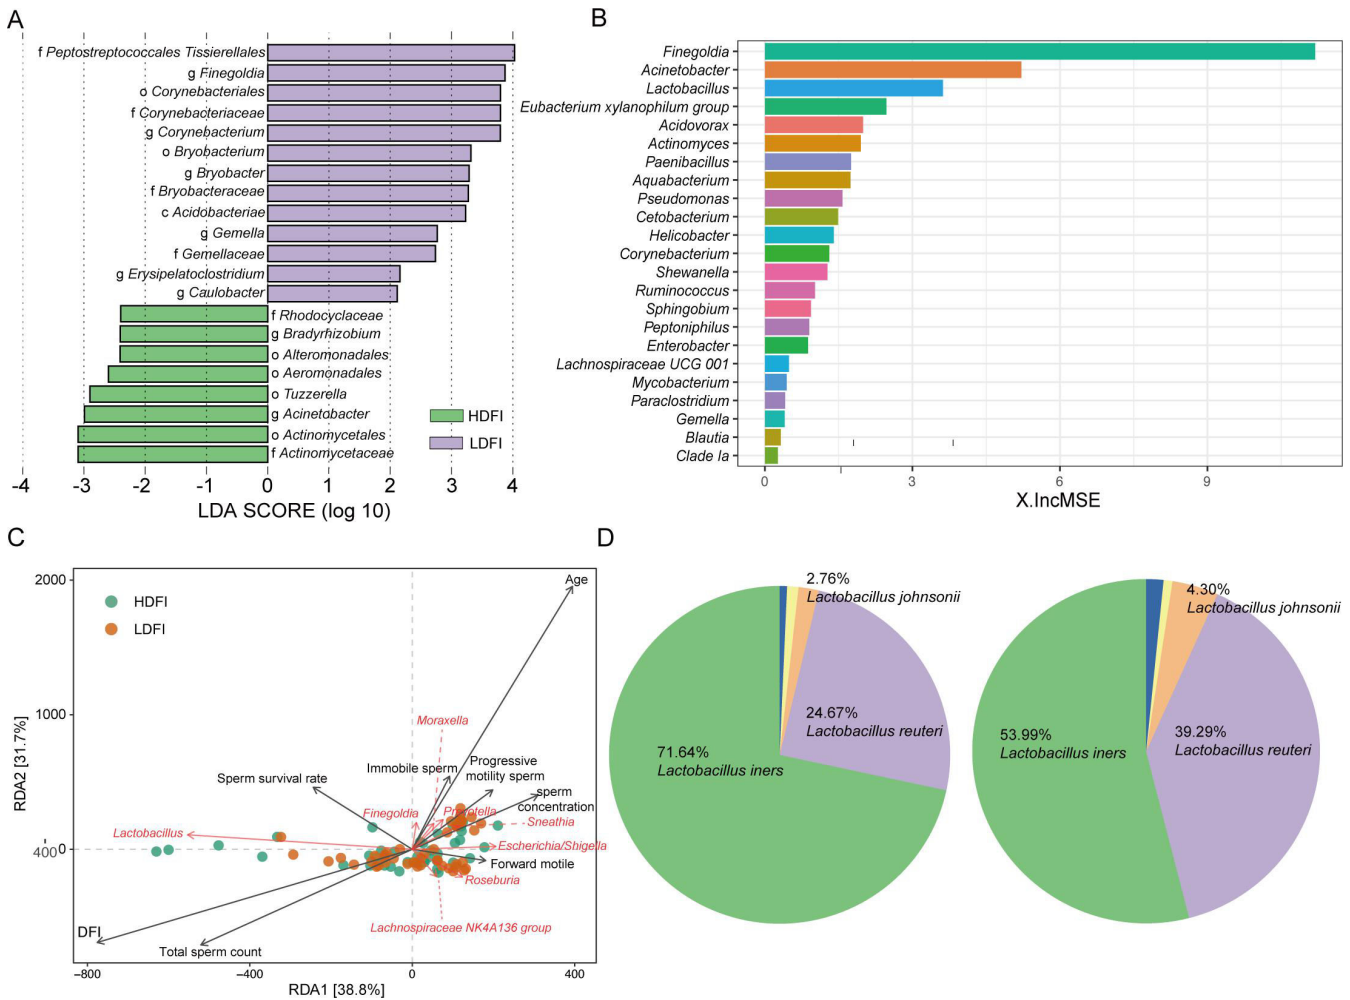 A
f Peptostreptococcales Tissierellales
g Finegoldia
o Corynebacteriales
f Corynebacteriaceae
g Corynebacterium
o Bryobacterium
g Bryobacter
f Bryobacteraceae
c Acidobacteriae
g Gemella
f Gemellaceae
g Erysipelatoclostridium
g Caulobacter
f Rhodocyclaceae
g Bradyrhizobium
o Alteromonadales
o Aeromonadales
o Tuzzerella
g Acinetobacter
o Actinomycetales
f Actinomycetaceae
HDFI
LDFI
-4 -3 -2 -1 0 1 2 3 4
LDA SCORE (log 10)
B
Finegoldia
Acinetobacter
Lactobacillus
Eubacterium xylanophilum group
Acidovorax
Actinomyces
Paenibacillus
Aquabacterium
Pseudomonas
Cetobacterium
Helicobacter
Corynebacterium
Shewanella
Ruminococcus
Sphingobium
Peptoniphilus
Enterobacter
Lachnospiraceae UCG 001
Mycobacterium
Paraclostridium
Gemella
Blautia
Clade Ia
0 3 6 9
X.IncMSE
C
2000
1000
0
-
400
RDA2 [31.7%]
HDFI
LDFI
Age
Moraxella
Immobile sperm
Progressive
motility sperm
Sperm survival rate
sperm
concentration
Finegoldia
Prevotella
Sneathia
Lactobacillus
Escherichia/Shigella
Forward motile
Roseburia
Lachnospiraceae NK4A136 group
DFI
Total sperm count
−800 −400 0 400
RDA1 [38.8%]
D
2.76%
Lactobacillus johnsonii
24.67%
Lactobacillus reuteri
71.64%
Lactobacillus iners
4.30%
Lactobacillus johnsonii
39.29%
Lactobacillus reuteri
53.99%
Lactobacillus iners